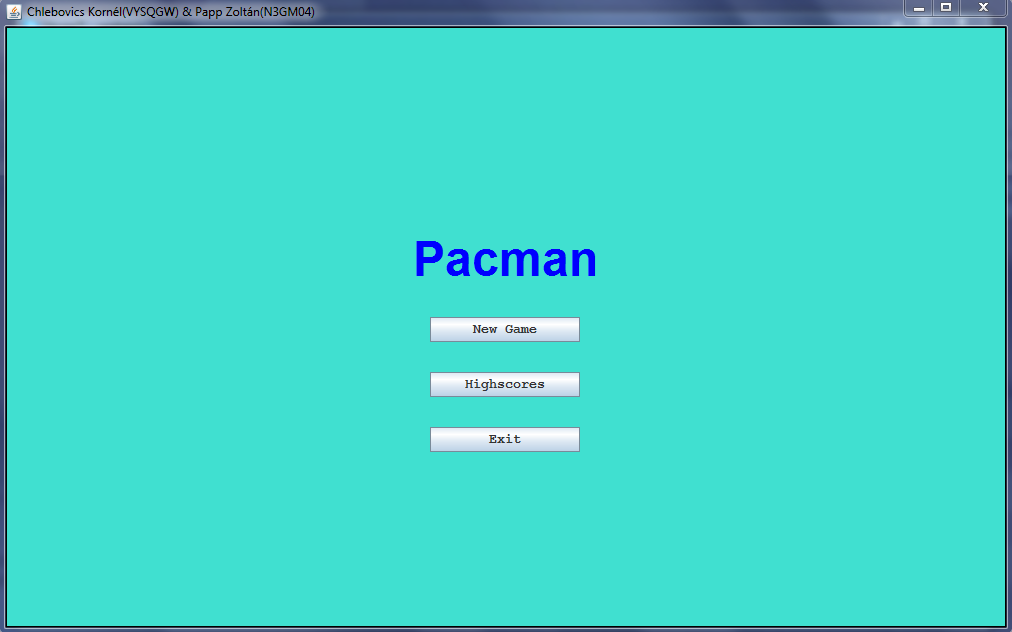 Chlebovics Kornél(VYSQGW) & Papp Zoltán(N3GM04)
Pacman
New Game
Highscores
Exit